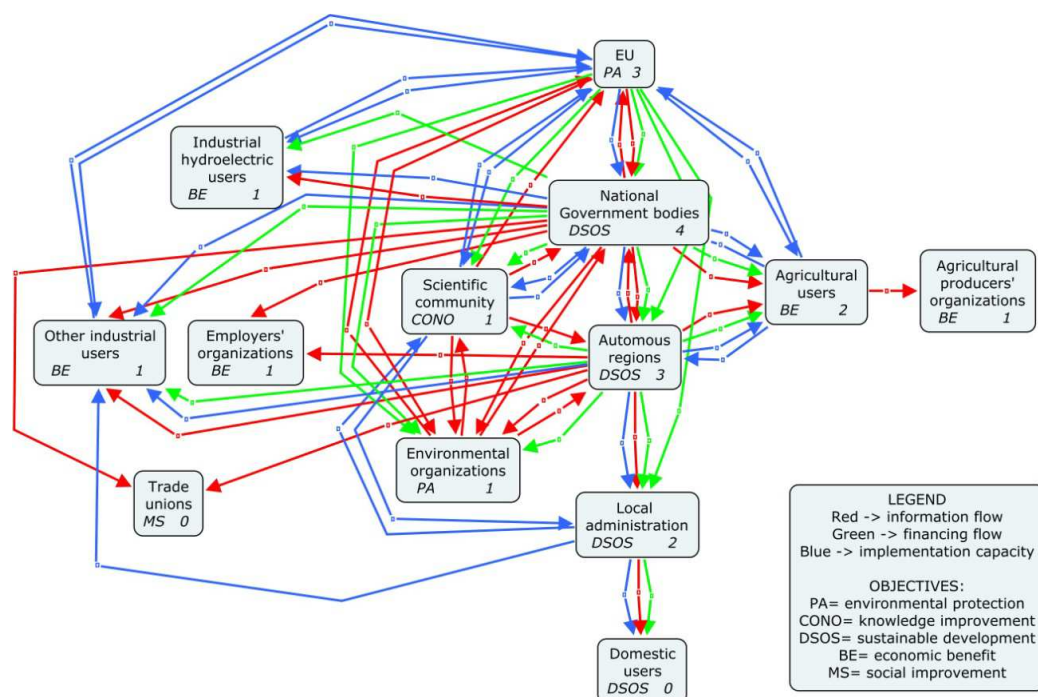 EU
PA 3
Industrial
hydroelectric
users
BE 1
National
Government bodies
DSOS 4
Scientific
community
CONO 1
Agricultural
users
BE 2
Agricultural
producers'
organizations
BE 1
Other industrial
users
BE 1
Employers'
organizations
BE 1
Automous
regions
DSOS 3
Environmental
organizations
PA 1
Trade
unions
MS 0
Local
administration
DSOS 2
Domestic
users
DSOS 0
LEGEND
Red -> information flow
Green -> financing flow
Blue -> implementation capacity
OBJECTIVES:
PA= environmental protection
CONO= knowledge improvement
DSOS= sustainable development
BE= economic benefit
MS= social improvement